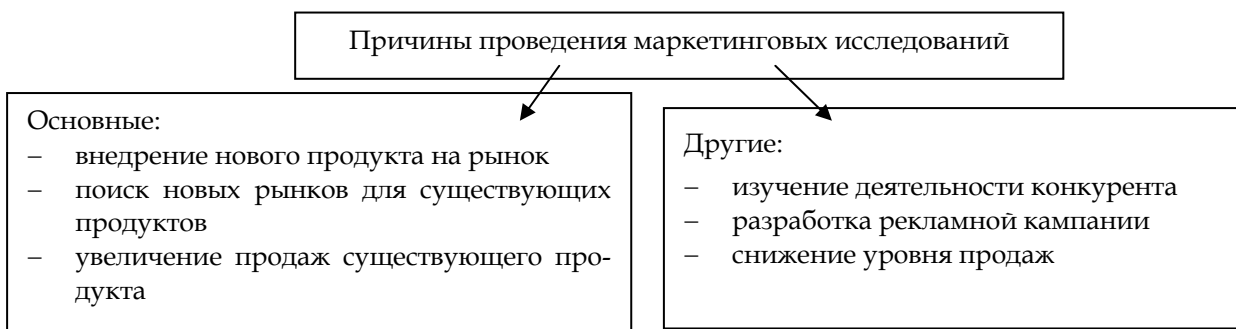 Причины проведения маркетинговых исследований
Основные:
– внедрение нового продукта на рынок
– поиск новых рынков для существующих
продуктов
– увеличение продаж существующего про-
дукта
Другие:
– изучение деятельности конкурента
– разработка рекламной кампании
– снижение уровня продаж